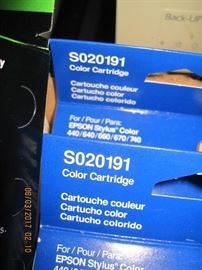 Back-UP
S020191
Color Cartridge
Cartouche couleur
Cartucho color
Cartucho colorido
For / Pour / Para:
EPSON Stylus Color
440/640/660/670/740
S020191
Color Cartridge
Cartouche couleur
Cartucho color
Cartucho colorido
For / Pour / Para:
EPSON Stylus Color
08/03/2017 02:10